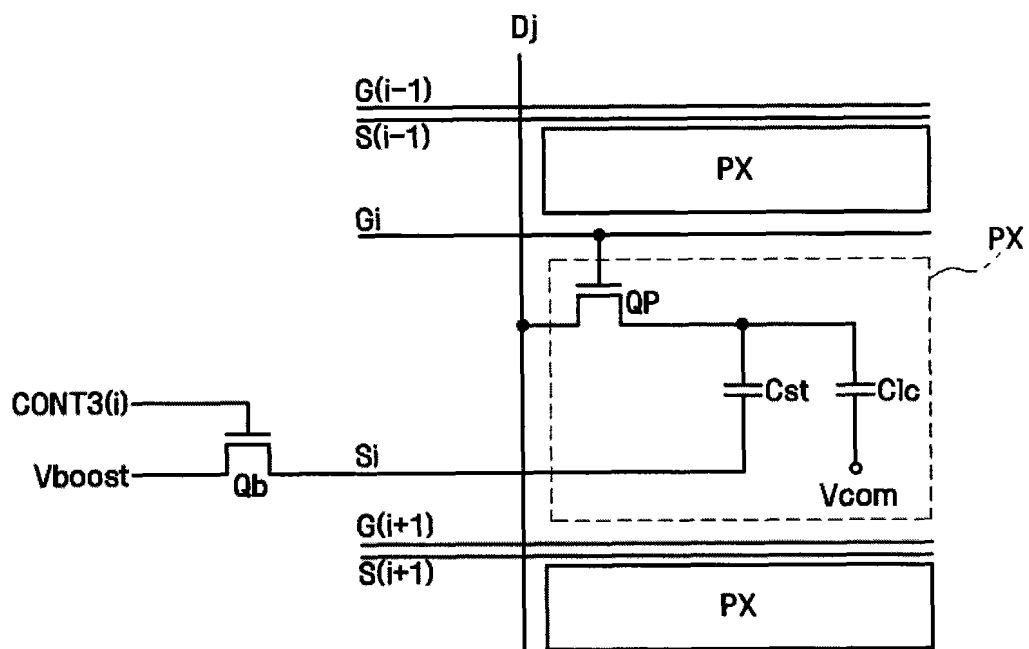 Dj
G(i-1)
S(i-1)
PX
Gi
PX
QP
CONT3(i)
Cst
Clc
Vboost
Qb
Si
Vcom
G(i+1)
S(i+1)
PX